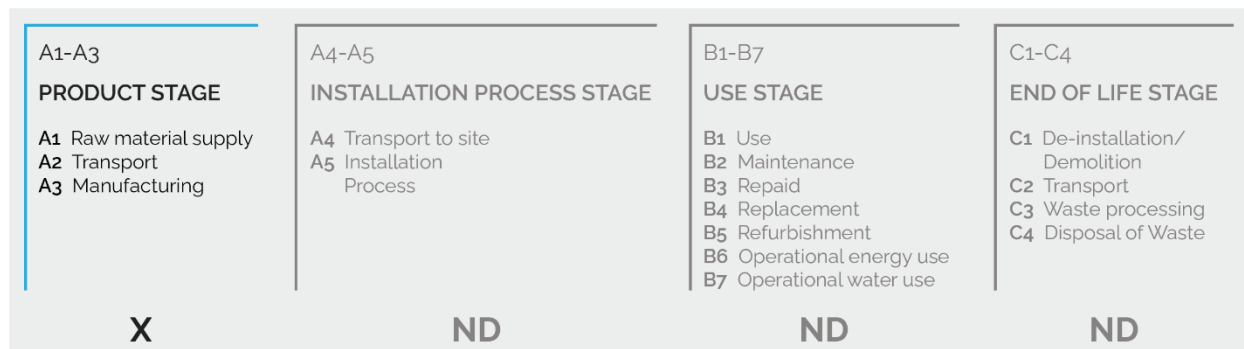 A1-A3
PRODUCT STAGE
A1 Raw material supply
A2 Transport
A3 Manufacturing
X
A4-A5
INSTALLATION PROCESS STAGE
A4 Transport to site
A5 Installation
Process
ND
B1-B7
USE STAGE
B1 Use
B2 Maintenance
B3 Repaid
B4 Replacement
B5 Refurbishment
B6 Operational energy use
B7 Operational water use
ND
C1-C4
END OF LIFE STAGE
C1 De-installation/
Demolition
C2 Transport
C3 Waste processing
C4 Disposal of Waste
ND